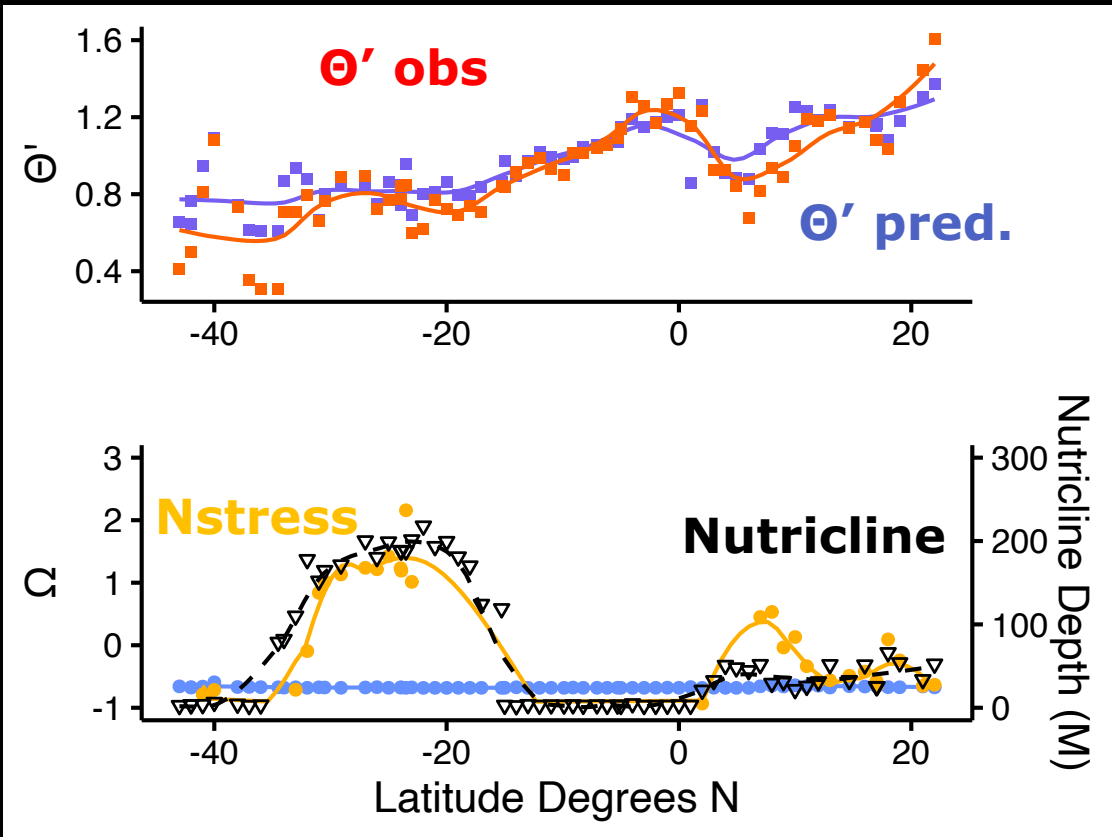 1.6
1.2
0.8
0.4
Θ'
Θ’ obs
Θ’ pred.
-40 -20 0 20
3
2
1
0
-1
Ω
Nstress
Nutricline
300
200
100
0
Nutricline Depth (M)
-40 -20 0 20
Latitude Degrees N